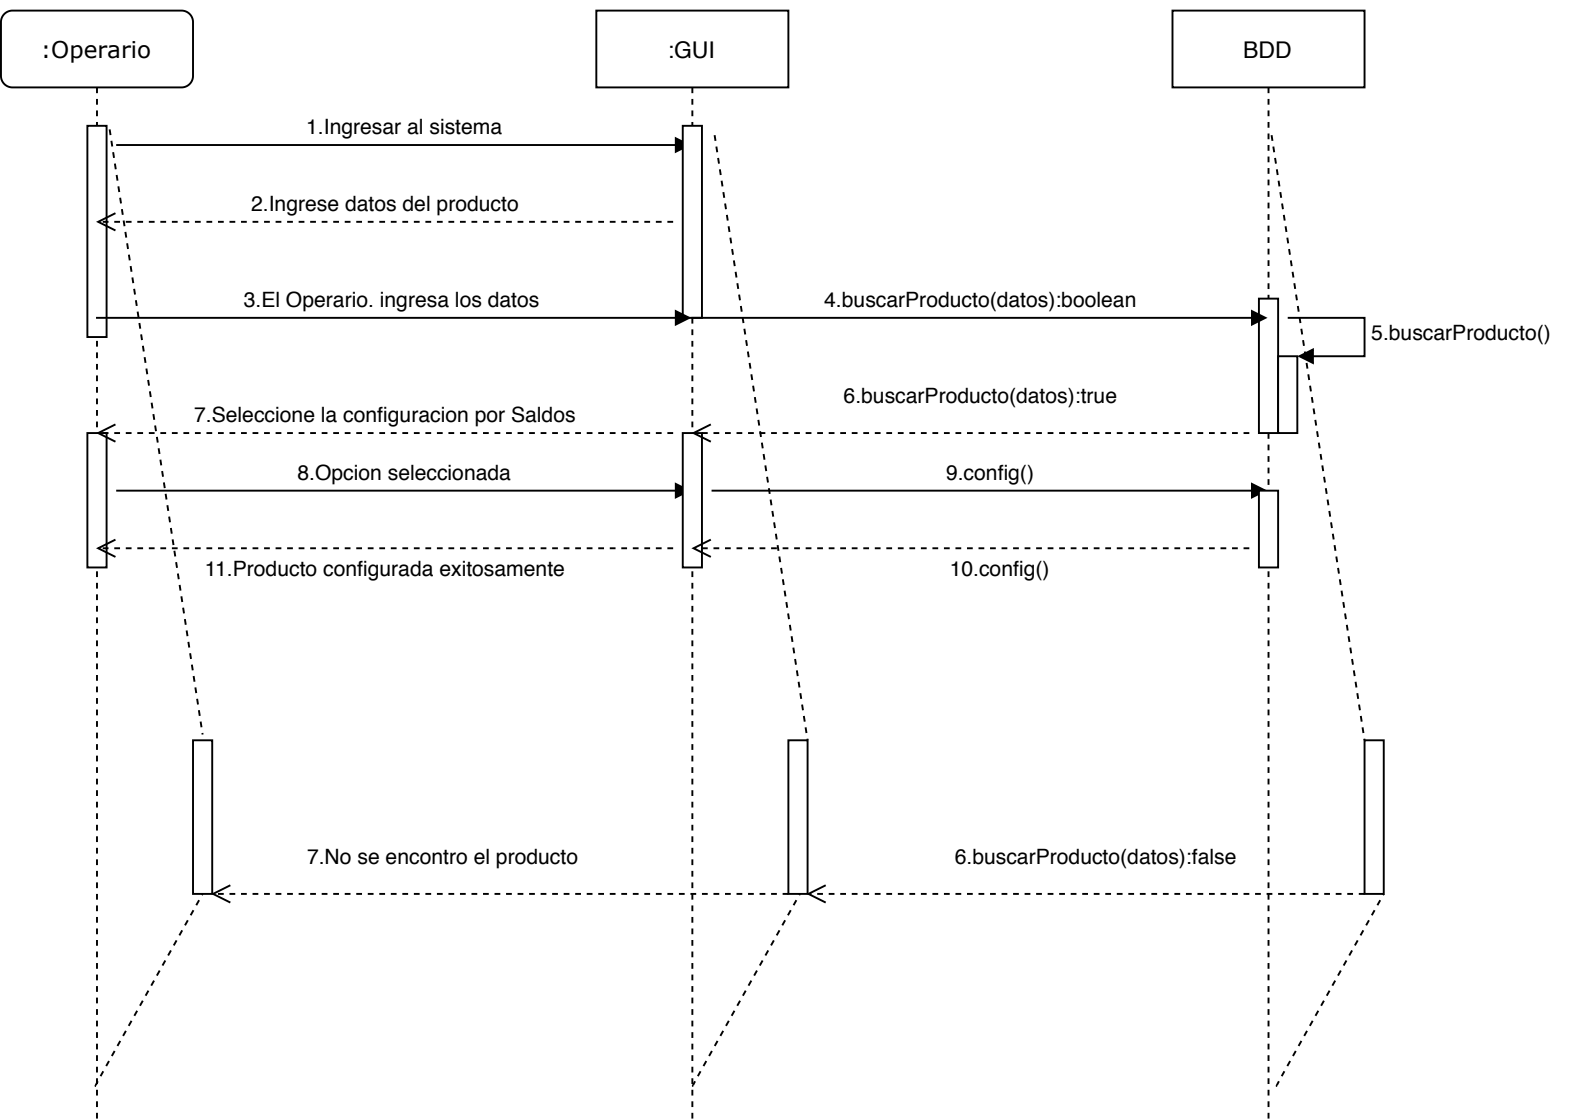 :Operario
:GUI
BDD
1.Ingresar al sistema
2.Ingrese datos del producto
3.El Operario. ingresa los datos
4.buscarProducto(datos):boolean
5.buscarProducto()
6.buscarProducto(datos):true
7.Seleccione la configuracion por Saldos
8.Opcion seleccionada
9.config()
11.Producto configurada exitosamente
10.config()
7.No se encontro el producto
6.buscarProducto(datos):false